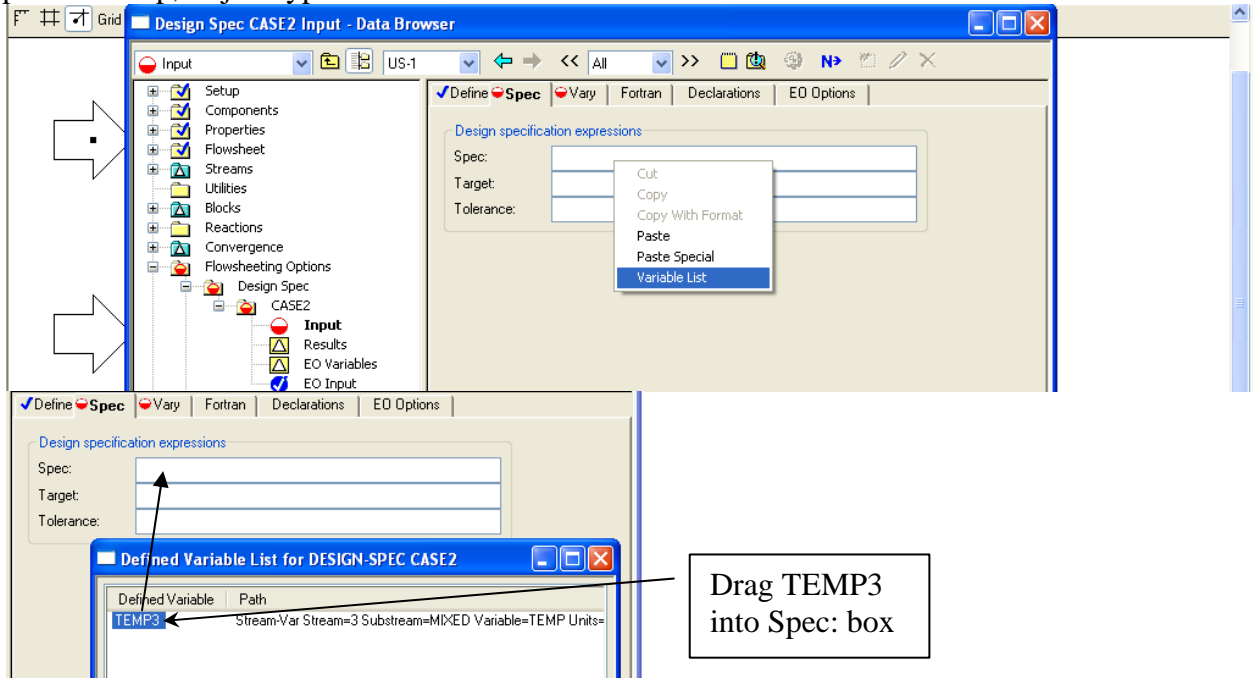 Grid
Design Spec CASE2 Input - Data Browser
Input
US-1
<< All >>
N>
Setup
Components
Properties
Flowsheet
Streams
Utilities
Blocks
Reactions
Convergence
Flowsheeting Options
Design Spec
CASE2
Input
Results
EO Variables
EO Input
Define Spec Vary Fortran Declarations EO Options
Design specification expressions
Spec:
Target:
Tolerance:
Cut
Copy
Copy With Format
Paste
Paste Special
Variable List
Define Spec Vary Fortran Declarations EO Options
Design specification expressions
Spec:
Target:
Tolerance:
Defined Variable List for DESIGN-SPEC CASE2
Defined Variable Path
TEMP3 Stream-Var Stream=3 Substream=MIXED Variable=TEMP Units=
Drag TEMP3
into Spec: box